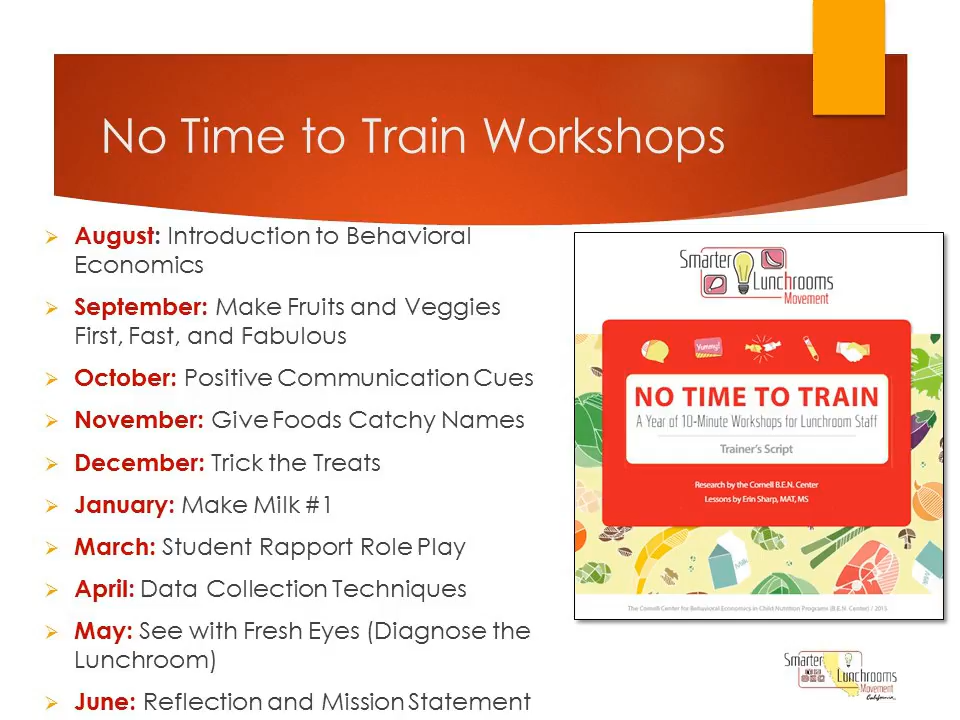 No Time to Train Workshops
August: Introduction to Behavioral
Economics
September: Make Fruits and Veggies
First, Fast, and Fabulous
October: Positive Communication Cues
November: Give Foods Catchy Names
December: Trick the Treats
January: Make Milk #1
March: Student Rapport Role Play
April: Data Collection Techniques
May: See with Fresh Eyes (Diagnose the
Lunchroom)
June: Reflection and Mission Statement
Smarter
Lunchrooms
Movement
Yummy!
NO TIME TO TRAIN
A Year of 10-Minute Workshops for Lunchroom Staff
Trainer's Script
Research by the Cornell B.E.N. Center
Lessons by Erin Sharp, MAT, MS
The Cornell Center for Behavioral Economics in Child Nutrition Programs (B.E.N. Center) / 2015
Smarter
Lunchrooms
Movement
California